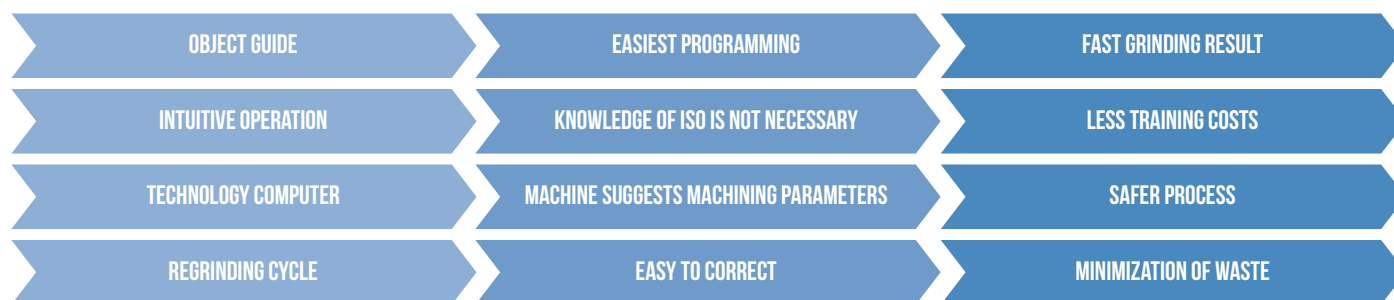 OBJECT GUIDE
EASIEST PROGRAMMING
FAST GRINDING RESULT
INTUITIVE OPERATION
KNOWLEDGE OF ISO IS NOT NECESSARY
LESS TRAINING COSTS
TECHNOLOGY COMPUTER
MACHINE SUGGESTS MACHINING PARAMETERS
SAFER PROCESS
REGRINDING CYCLE
EASY TO CORRECT
MINIMIZATION OF WASTE